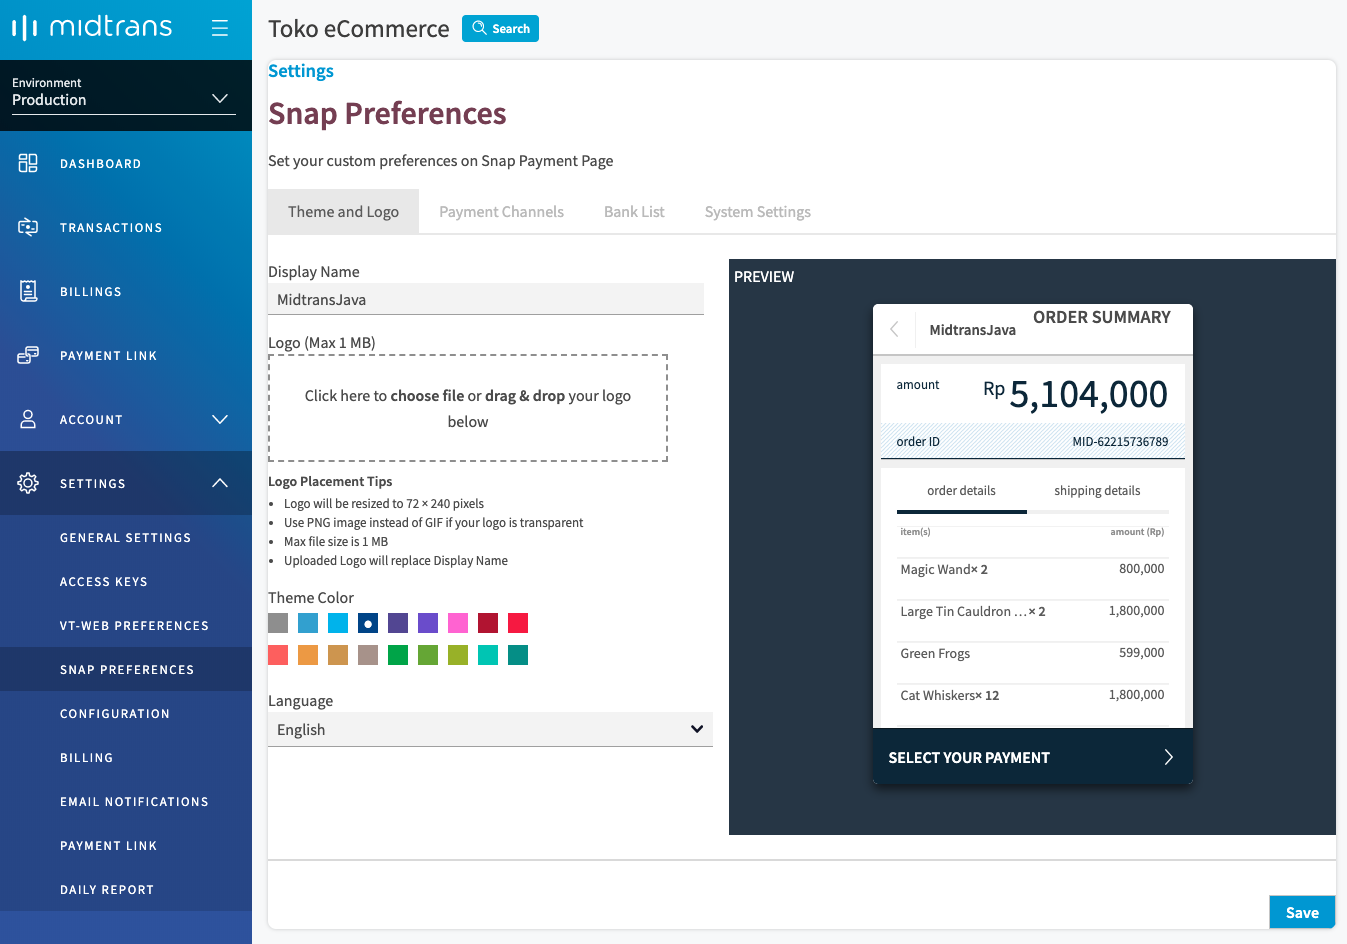 midtrans
Environment
Production
DASHBOARD
TRANSACTIONS
BILLINGS
PAYMENT LINK
ACCOUNT
SETTINGS
GENERAL SETTINGS
ACCESS KEYS
VT-WEB PREFERENCES
SNAP PREFERENCES
CONFIGURATION
BILLING
EMAIL NOTIFICATIONS
PAYMENT LINK
DAILY REPORT
Toko eCommerce
Search
Settings
Snap Preferences
Set your custom preferences on Snap Payment Page
Theme and Logo
Payment Channels
Bank List
System Settings
Display Name
MidtransJava
Logo (Max 1 MB)
Click here to choose file or drag & drop your logo
below
Logo Placement Tips
• Logo will be resized to 72 × 240 pixels
• Use PNG image instead of GIF if your logo is transparent
• Max file size is 1 MB
• Uploaded Logo will replace Display Name
Theme Color
Language
English
PREVIEW
MidtransJava
ORDER SUMMARY
amount Rp 5,104,000
order ID MID-62215736789
order details shipping details
item(s) amount (Rp)
Magic Wand× 2 800,000
Large Tin Cauldron …× 2 1,800,000
Green Frogs 599,000
Cat Whiskers× 12 1,800,000
SELECT YOUR PAYMENT
Save